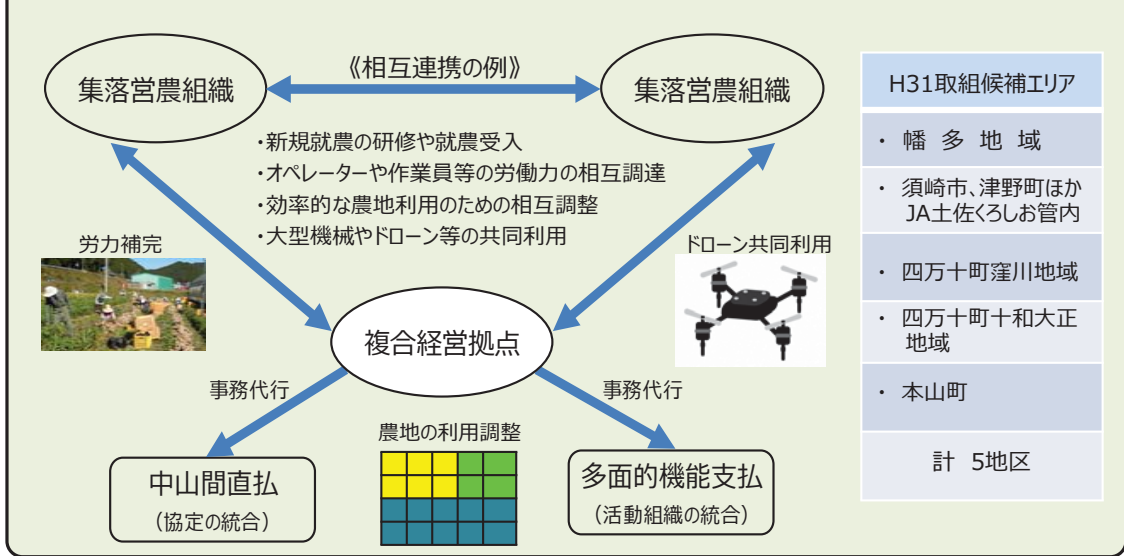 《相互連携の例》
集落営農組織
集落営農組織
・新規就農の研修や就農受入
・オペレーターや作業員等の労働力の相互調達
・効率的な農地利用のための相互調整
・大型機械やドローン等の共同利用
労力補完
ドローン共同利用
複合経営拠点
事務代行
事務代行
農地の利用調整
中山間直払
（協定の統合）
多面的機能支払
（活動組織の統合）
H31取組候補エリア
・ 幡 多 地 域
・ 須崎市、津野町ほか
JA土佐くろしお管内
・ 四万十町窪川地域
・ 四万十町十和大正
地域
・ 本山町
計 5地区